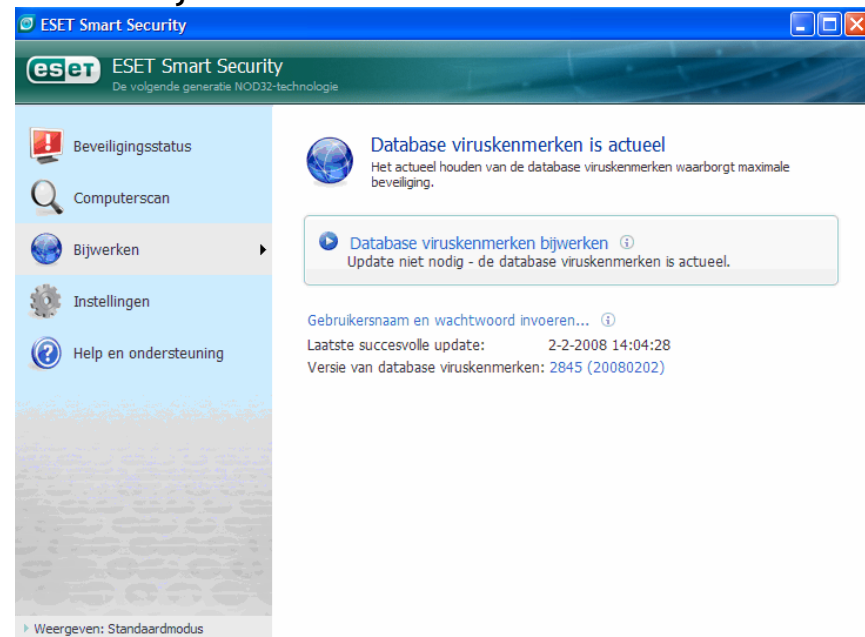 ESET Smart Security
eset ESET Smart Security
De volgende generatie NOD32-technologie
Beveiligingsstatus
Computerscan
Bijwerken
Instellingen
Help en ondersteuning
Weergeven: Standaardmodus
Database viruskenmerken is actueel
Het actueel houden van de database viruskenmerken waarborgt maximale
beveiliging.
Database viruskenmerken bijwerken
Update niet nodig - de database viruskenmerken is actueel.
Gebruikersnaam en wachtwoord invoeren...
Laatste succesvolle update: 2-2-2008 14:04:28
Versie van database viruskenmerken: 2845 (20080202)